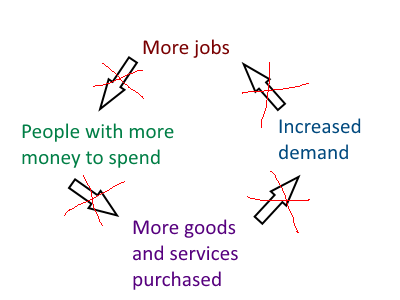 More jobs
People with more
money to spend
Increased
demand
More goods
and services
purchased